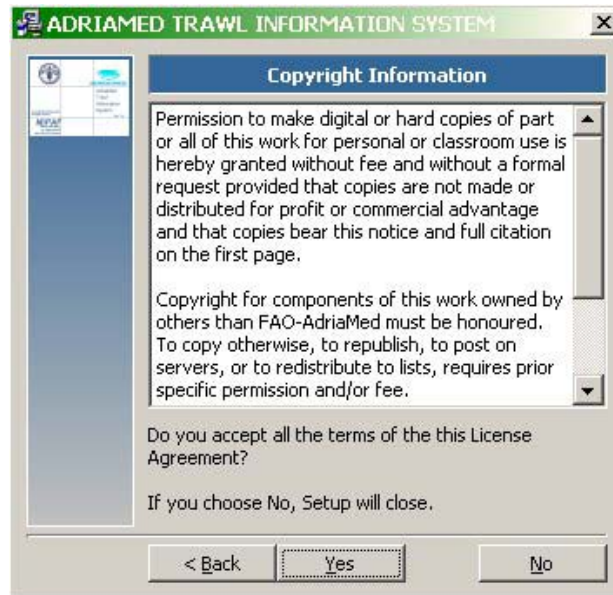 ADRIAMED TRAWL INFORMATION SYSTEM
Copyright Information
Permission to make digital or hard copies of part
or all of this work for personal or classroom use is
hereby granted without fee and without a formal
request provided that copies are not made or
distributed for profit or commercial advantage
and that copies bear this notice and full citation
on the first page.
Copyright for components of this work owned by
others than FAO-AdriaMed must be honoured.
To copy otherwise, to republish, to post on
servers, or to redistribute to lists, requires prior
specific permission and/or fee.
Do you accept all the terms of the this License
Agreement?
If you choose No, Setup will close.
< Back
Yes
No